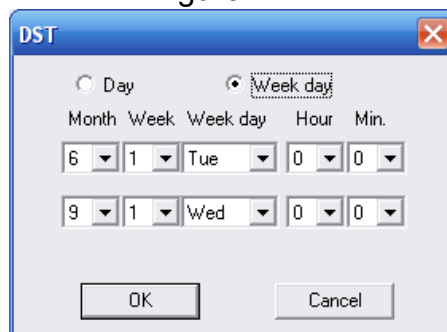 DST
Day Week day
Month Week Week day Hour Min.
6 1 Tue 0 0
9 1 Wed 0 0
OK Cancel